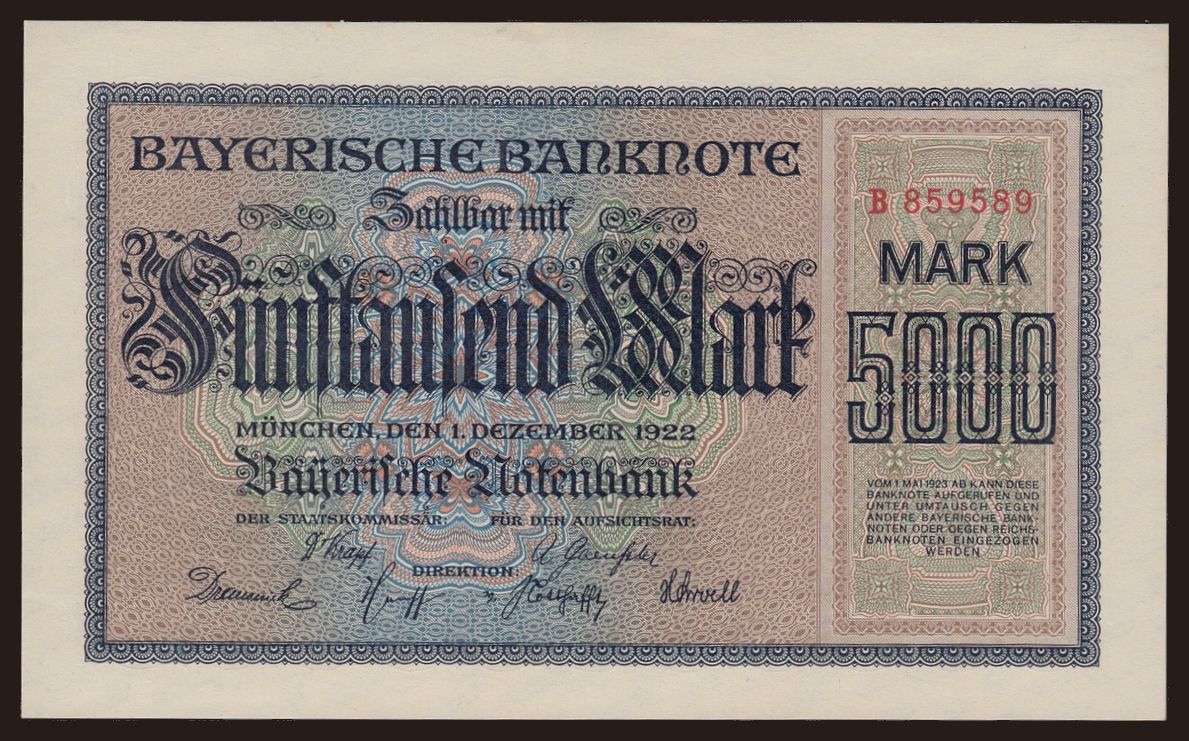 BAYERISCHE BANKNOTE
Zahlbar mit
Fünftausend Mark
MÜNCHEN, DEN 1. DEZEMBER 1922
Bayerische Notenbank
DER STAATSKOMMISSÄR: FÜR DEN AUFSICHTSRAT:
DIREKTION:
B 859589
MARK
5000
VOM 1. MAI 1923 AB KANN DIESE
BANKNOTE AUFGERUFEN UND
UNTER UMTAUSCH GEGEN
ANDERE BAYERISCHE BANK-
NOTEN ODER GEGEN REICHS-
BANKNOTEN EINGEZOGEN
WERDEN